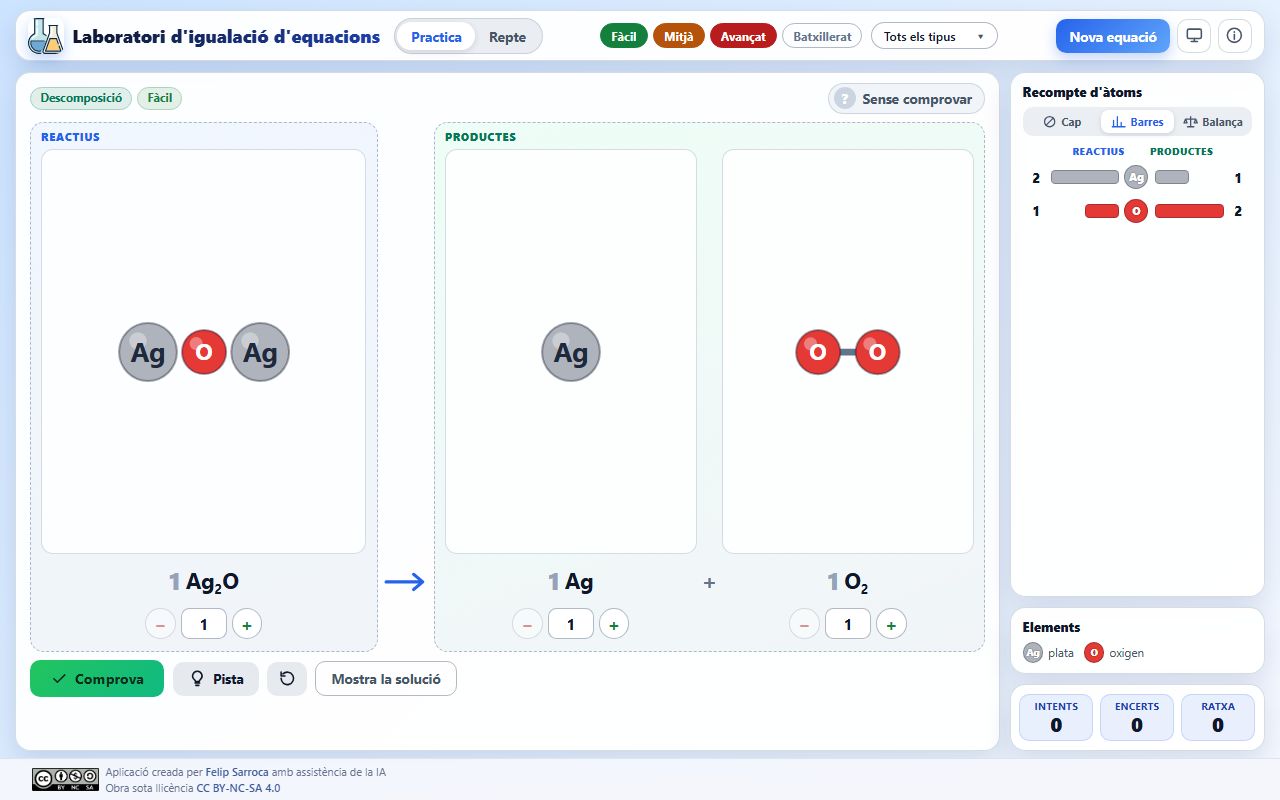 Laboratori d'igualació d'equacions
Practica
Repte
Fàcil
Mitjà
Avançat
Batxillerat
Tots els tipus
Nova equació
Descomposició
Fàcil
? Sense comprovar
REACTIUS
Ag O Ag
1 Ag₂O
− 1 +
PRODUCTES
Ag
O O
1 Ag + 1 O₂
− 1 +
− 1 +
Comprova
Pista
Mostra la solució
Recompte d'àtoms
Cap
Barres
Balança
REACTIUS PRODUCTES
2 Ag 1
1 O 2
Elements
Ag plata O oxigen
INTENTS
0
ENCERTS
0
RATXA
0
CC BY NC SA
Aplicació creada per Felip Sarroca amb assistència de la IA
Obra sota llicència CC BY-NC-SA 4.0